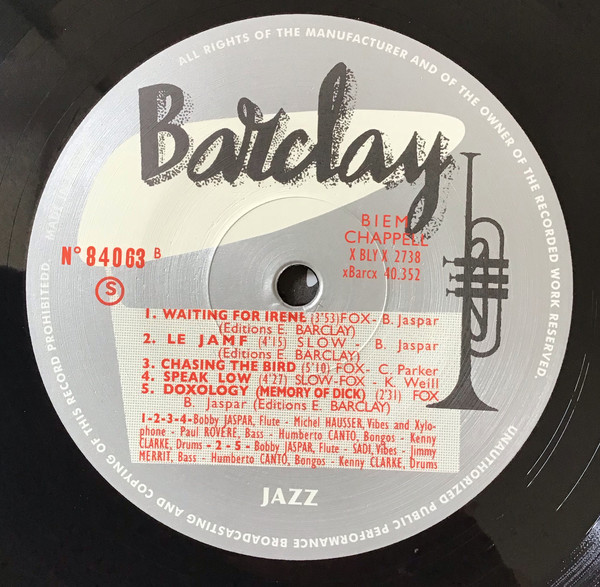 ALL RIGHTS OF THE MANUFACTURER AND OF THE OWNER OF THE RECORDED WORK RESERVED.
Barclay
BIEM
CHAPPELL
X BLY X 2738
xBarcx 40.352
N° 84063 B
S
1. WAITING FOR IRENE (3'53) FOX - B. Jaspar
(Editions E. BARCLAY)
2. LE JAMF (4'15) SLOW - B. Jaspar
(Editions E. BARCLAY)
3. CHASING THE BIRD (5'10) FOX - C. Parker
4. SPEAK LOW (4'27) SLOW-FOX - K. Weill
5. DOXOLOGY (MEMORY OF DICK) (2'31) FOX
B. Jaspar (Editions E. BARCLAY)
1-2-3-4-Bobby JASPAR, Flute - Michel HAUSSER, Vibes and Xylo-
phone - Paul ROVERE, Bass - Humberto CANTO, Bongos - Kenny
CLARKE, Drums - 2 - 5 - Bobby JASPAR, Flute - SADI, Vibes - Jimmy
MERRIT, Bass - Humberto CANTO, Bongos - Kenny CLARKE, Drums
JAZZ
UNAUTHORIZED PUBLIC PERFORMANCE BROADCASTING AND COPYING OF THIS RECORD PROHIBITEDD.